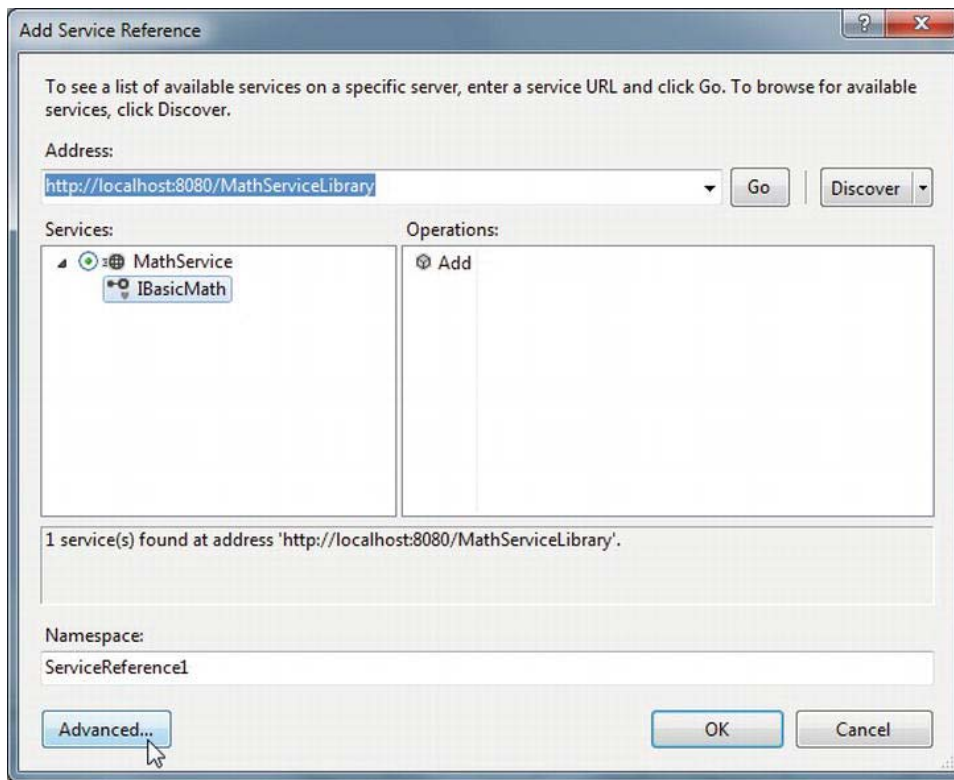 Add Service Reference
To see a list of available services on a specific server, enter a service URL and click Go. To browse for available
services, click Discover.
Address:
http://localhost:8080/MathServiceLibrary
Go
Discover
Services:
Operations:
MathService
IBasicMath
Add
1 service(s) found at address 'http://localhost:8080/MathServiceLibrary'.
Namespace:
ServiceReference1
Advanced...
OK
Cancel